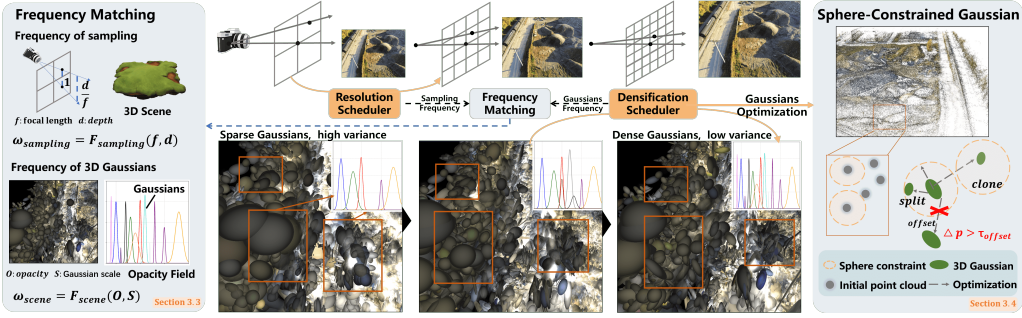 Frequency Matching
Frequency of sampling
1
d
f
f: focal length d: depth
3D Scene
ω_sampling = F_sampling(f, d)
Frequency of 3D Gaussians
Gaussians
O: opacity S: Gaussian scale
Opacity Field
ω_scene = F_scene(O, S)
Section 3.3
Resolution
Scheduler
Sampling
Frequency
Frequency
Matching
Gaussians
Frequency
Densification
Scheduler
Gaussians
Optimization
Sparse Gaussians, high variance
Dense Gaussians, low variance
Sphere-Constrained Gaussian
clone
split
offset
△p > τ_offset
Sphere constraint
3D Gaussian
Initial point cloud
Optimization
Section 3.4